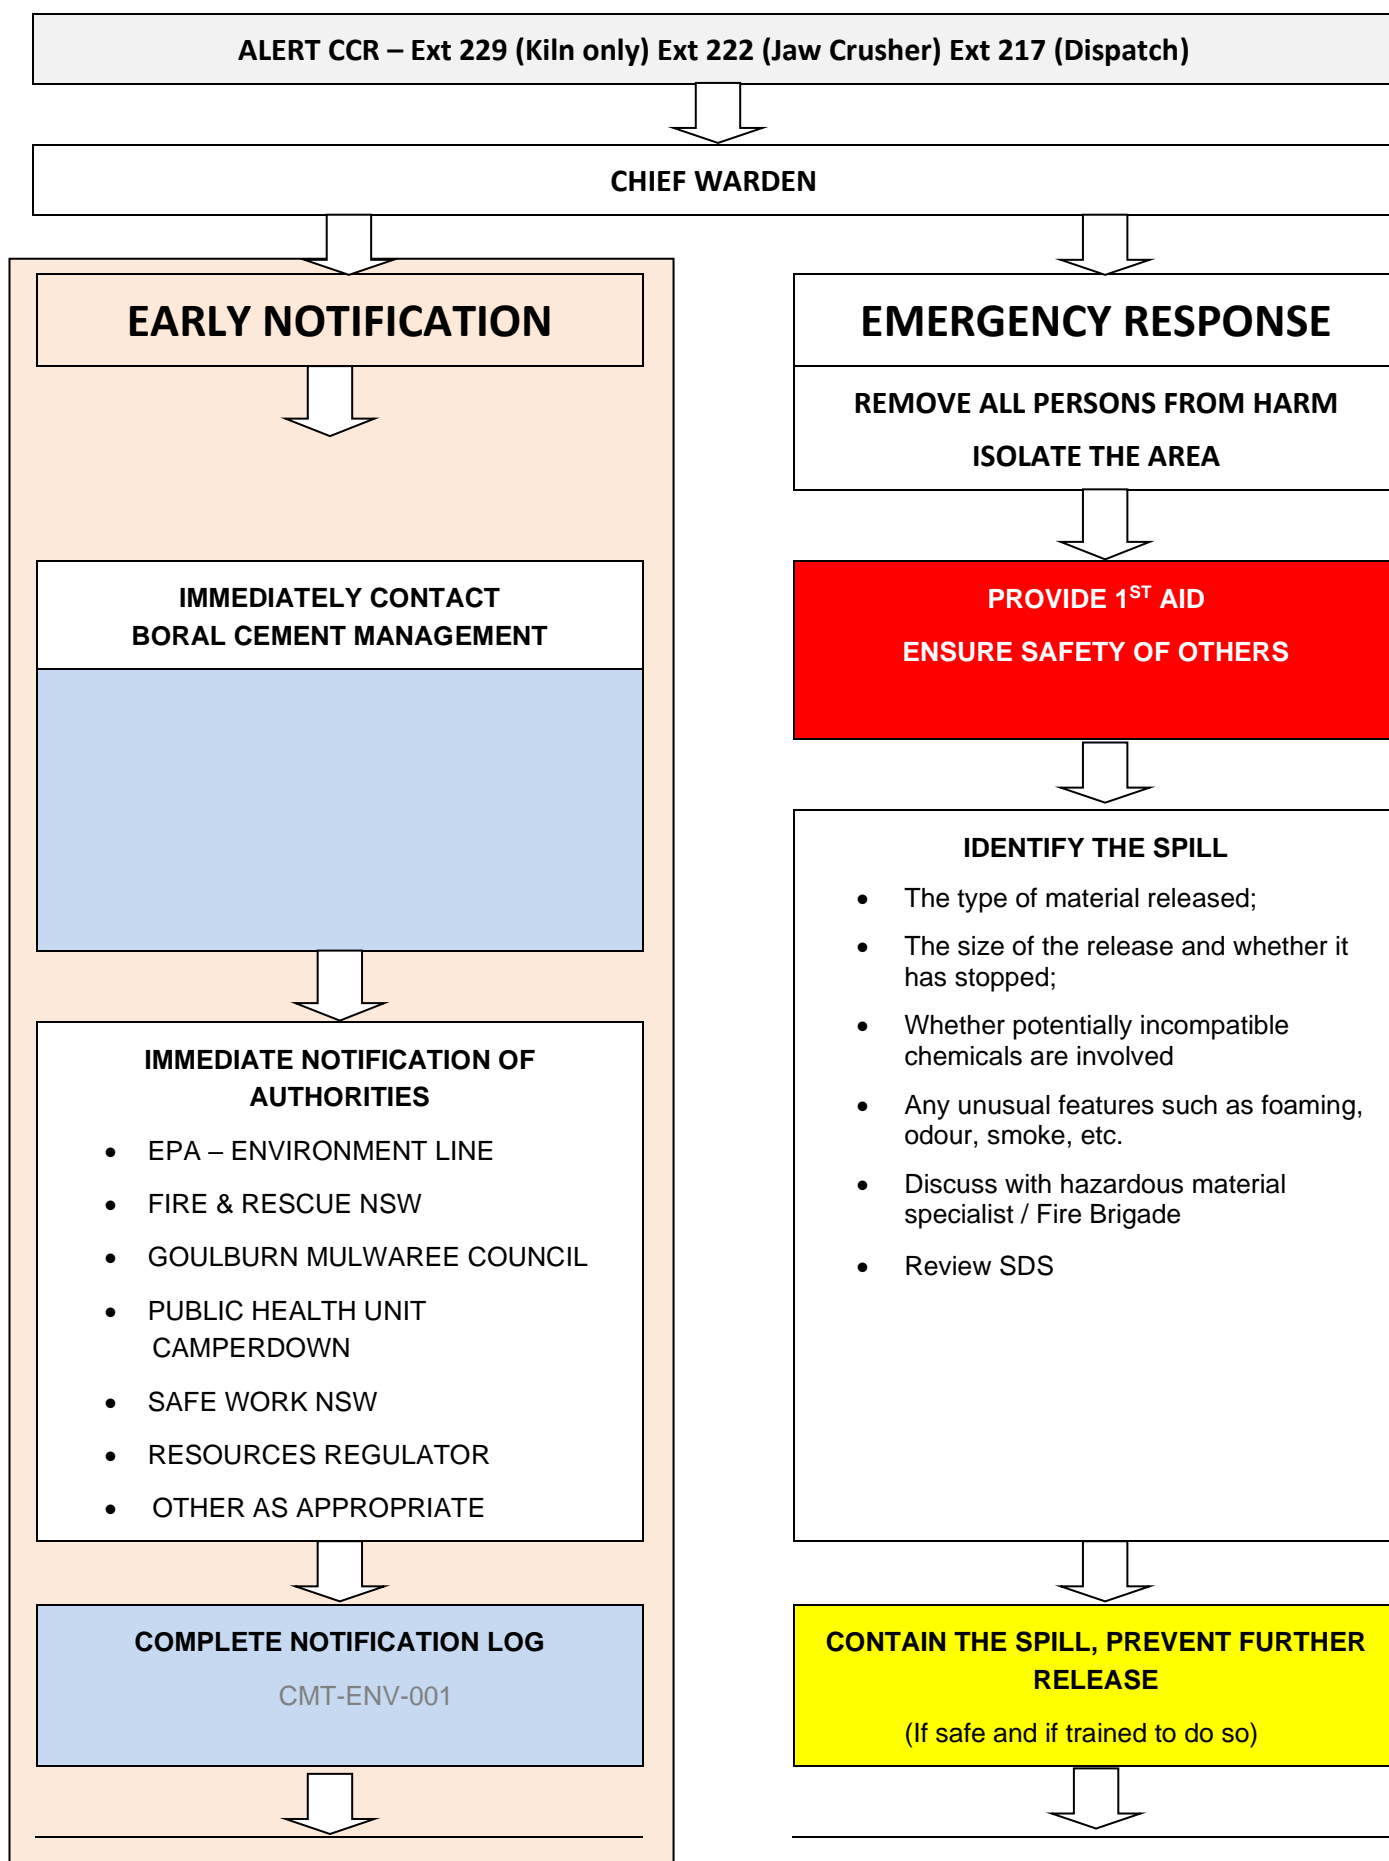 ALERT CCR – Ext 229 (Kiln only) Ext 222 (Jaw Crusher) Ext 217 (Dispatch)
CHIEF WARDEN
EARLY NOTIFICATION
IMMEDIATELY CONTACT
BORAL CEMENT MANAGEMENT
IMMEDIATE NOTIFICATION OF
AUTHORITIES
• EPA – ENVIRONMENT LINE
• FIRE & RESCUE NSW
• GOULBURN MULWAREE COUNCIL
• PUBLIC HEALTH UNIT
CAMPERDOWN
• SAFE WORK NSW
• RESOURCES REGULATOR
• OTHER AS APPROPRIATE
COMPLETE NOTIFICATION LOG
CMT-ENV-001
EMERGENCY RESPONSE
REMOVE ALL PERSONS FROM HARM
ISOLATE THE AREA
PROVIDE 1ST AID
ENSURE SAFETY OF OTHERS
IDENTIFY THE SPILL
• The type of material released;
• The size of the release and whether it
has stopped;
• Whether potentially incompatible
chemicals are involved
• Any unusual features such as foaming,
odour, smoke, etc.
• Discuss with hazardous material
specialist / Fire Brigade
• Review SDS
CONTAIN THE SPILL, PREVENT FURTHER
RELEASE
(If safe and if trained to do so)